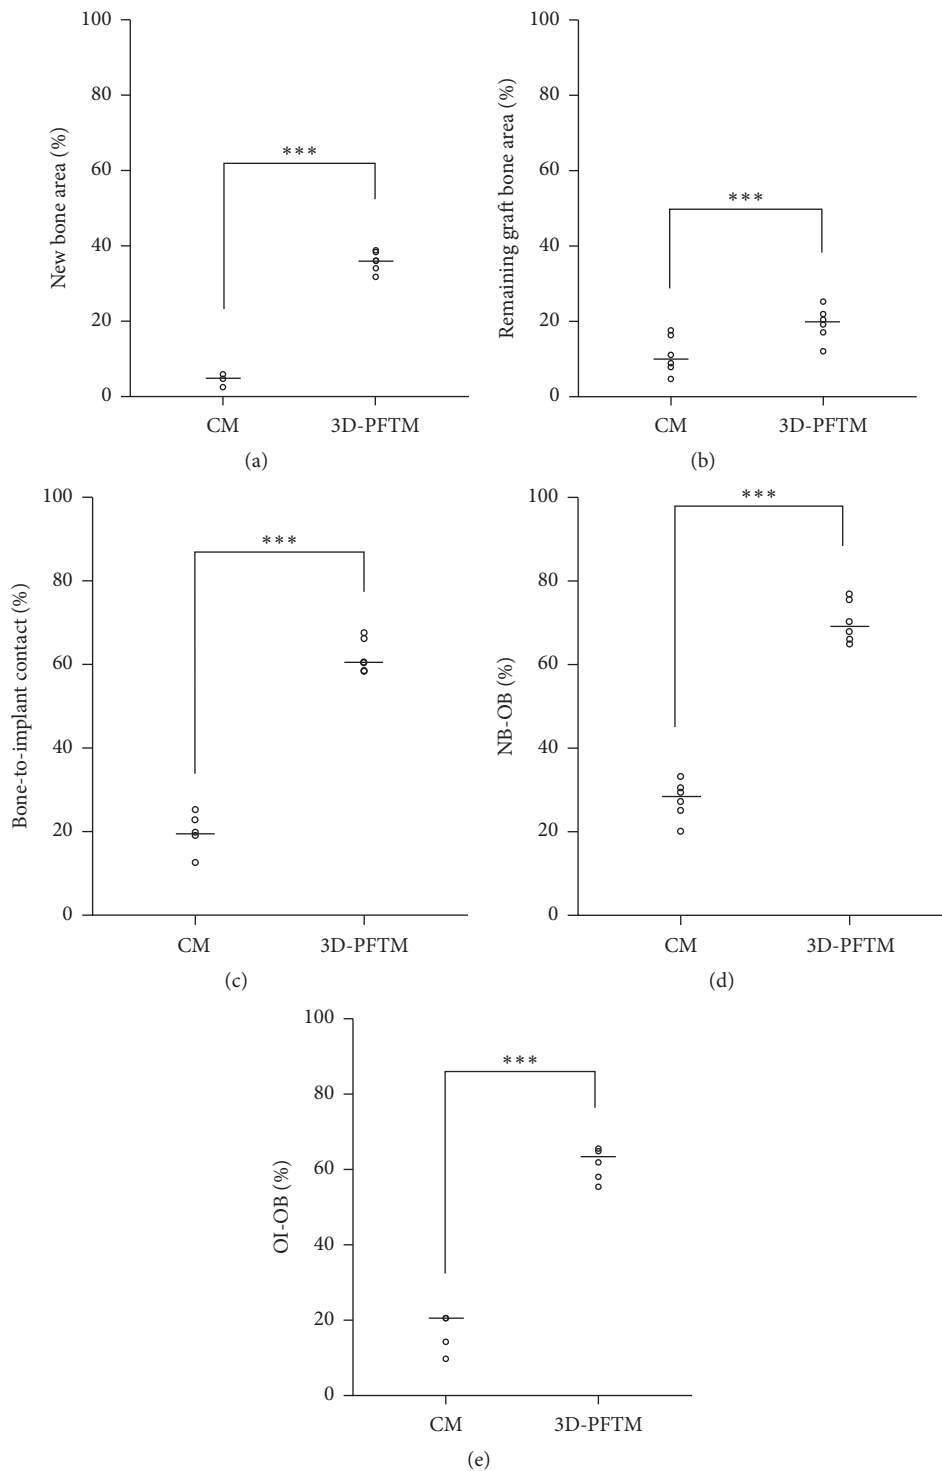 100
80
60
40
20
0
New bone area (%)
***
CM
3D-PFTM
(a)
100
80
60
40
20
0
Remaining graft bone area (%)
***
CM
3D-PFTM
(b)
100
80
60
40
20
0
Bone-to-implant contact (%)
***
CM
3D-PFTM
(c)
100
80
60
40
20
0
NB-OB (%)
***
CM
3D-PFTM
(d)
100
80
60
40
20
0
OI-OB (%)
***
CM
3D-PFTM
(e)